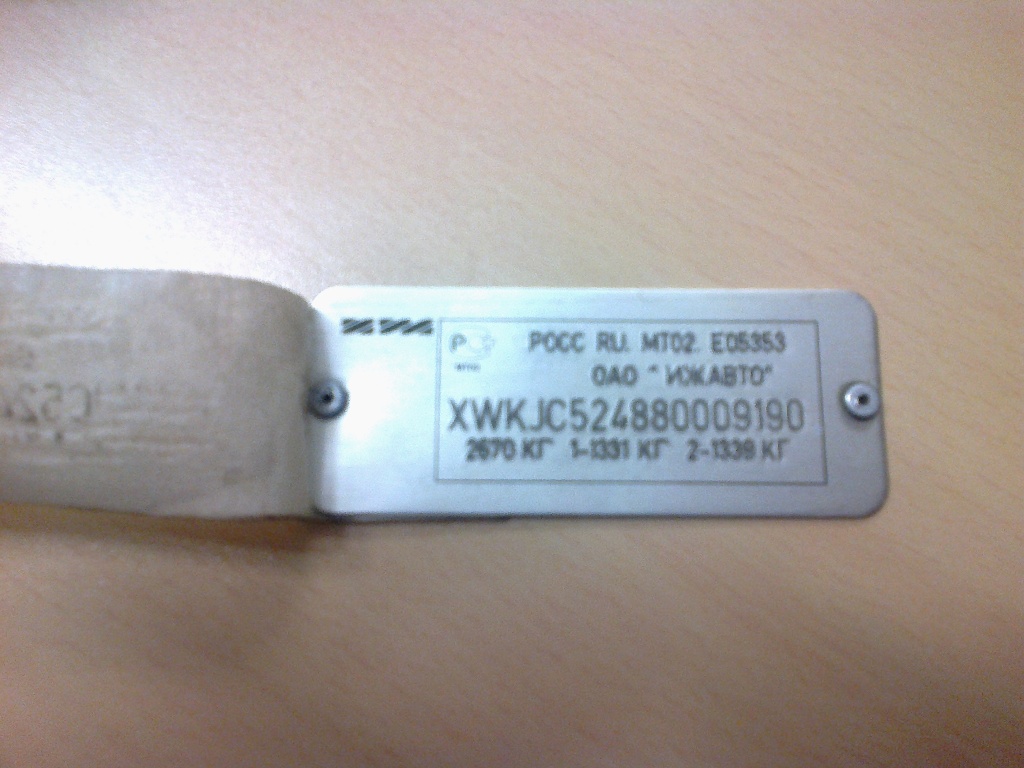 РОСС RU. МТ02. Е05353
ОАО "ИЖАВТО"
XWKJC524880009190
2670 КГ 1-1331 КГ 2-1339 КГ